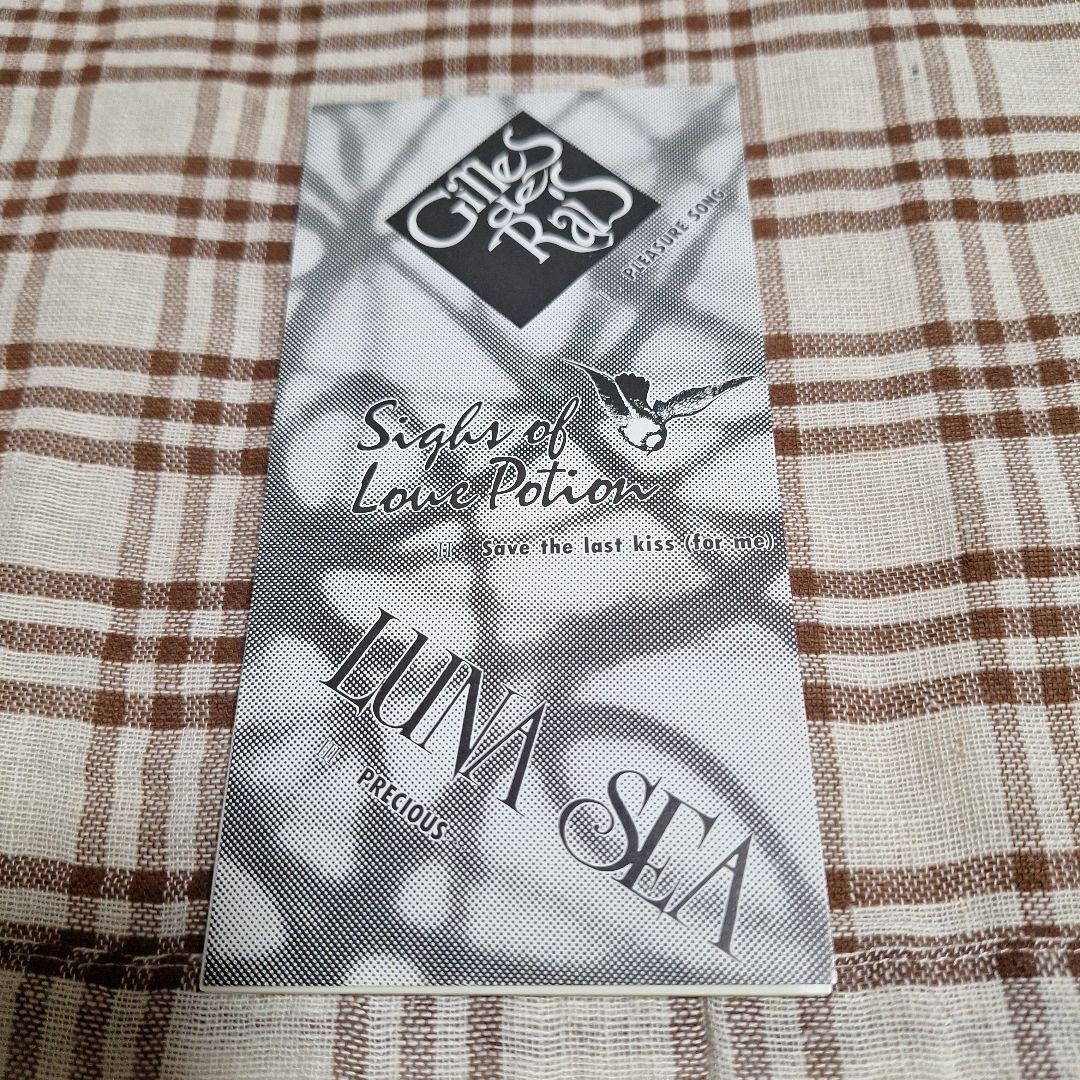 Gilles
de
Rais
PLEASURE SONG
Sighs of
Love Potion
Save the last kiss (for me)
LUNA SEA
PRECIOUS...